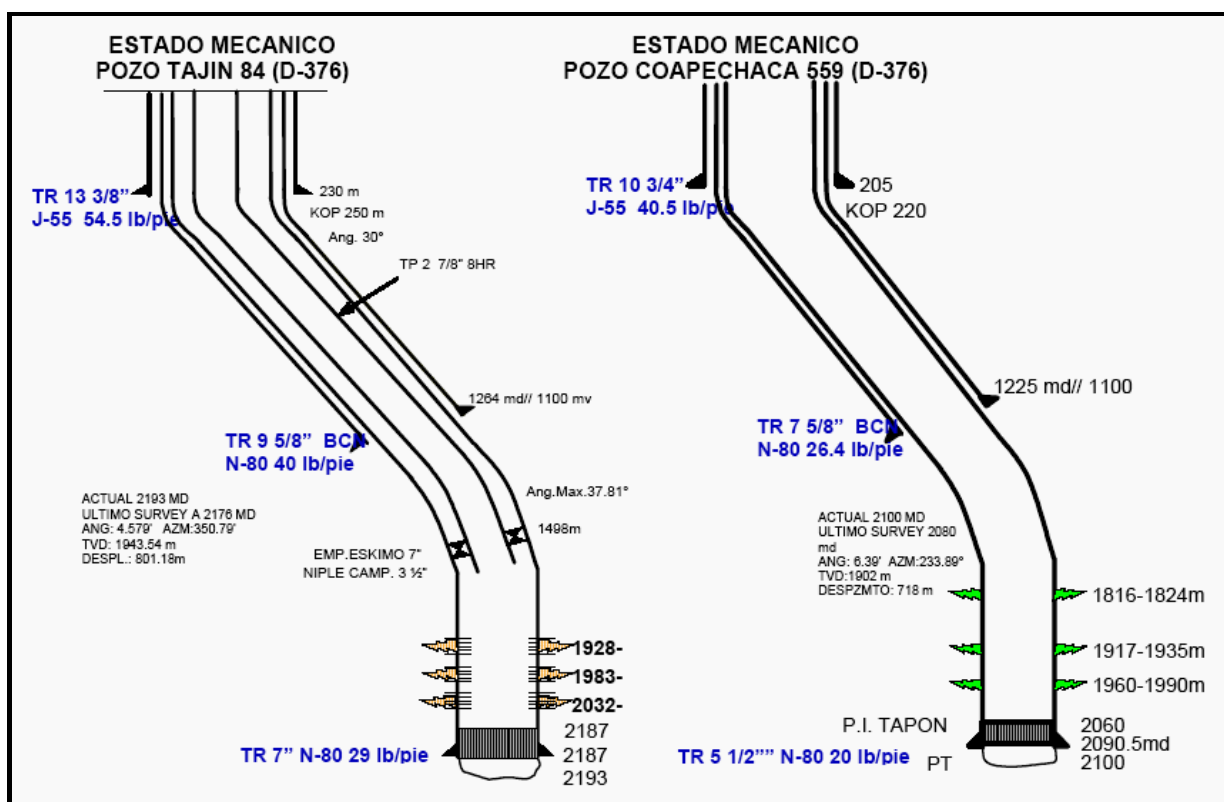 ESTADO MECANICO
POZO TAJIN 84 (D-376)
TR 13 3/8”
J-55 54.5 lb/pie
230 m
KOP 250 m
Ang. 30°
TP 2 7/8" 8HR
1264 md// 1100 mv
TR 9 5/8” BCN
N-80 40 lb/pie
Ang.Max.37.81°
ACTUAL 2193 MD
ULTIMO SURVEY A 2176 MD
ANG: 4.579' AZM:350.79'
TVD: 1943.54 m
DESPL.: 801.18m
1498m
EMP.ESKIMO 7"
NIPLE CAMP. 3 ½"
1928-
1983-
2032-
2187
TR 7” N-80 29 lb/pie
2187
2193
ESTADO MECANICO
POZO COAPECHACA 559 (D-376)
TR 10 3/4”
J-55 40.5 lb/pie
205
KOP 220
1225 md// 1100
TR 7 5/8” BCN
N-80 26.4 lb/pie
ACTUAL 2100 MD
ULTIMO SURVEY 2080
md
ANG: 6.39' AZM:233.89°
TVD:1902 m
DESPZMTO: 718 m
1816-1824m
1917-1935m
1960-1990m
P.I. TAPON
2060
2090.5md
TR 5 1/2”" N-80 20 lb/pie
PT
2100